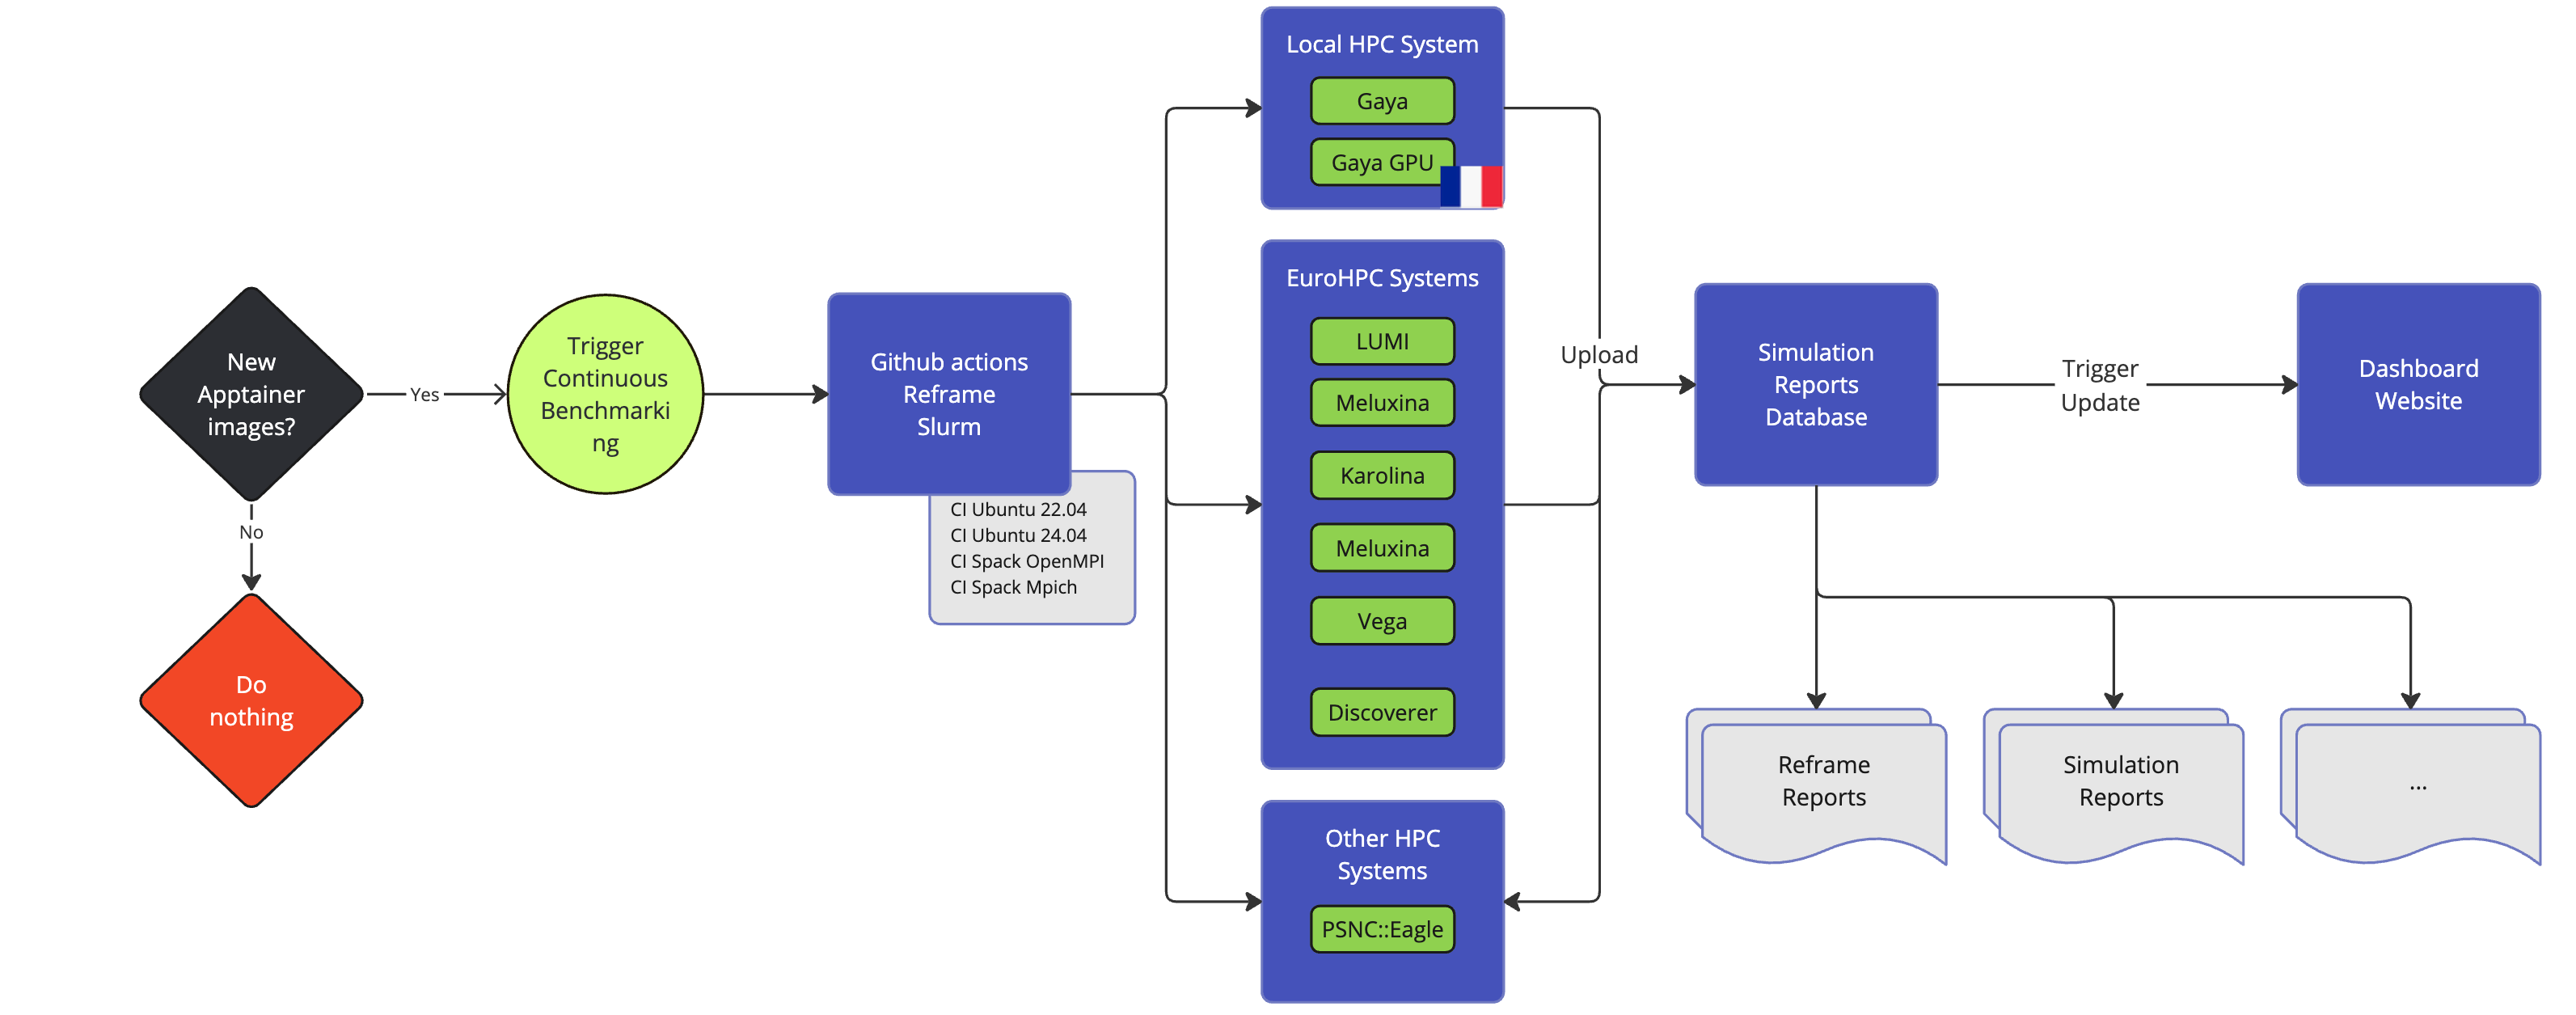 New
Apptainer
images?
Yes
No
Do
nothing
Trigger
Continuous
Benchmarki
ng
Github actions
Reframe
Slurm
CI Ubuntu 22.04
CI Ubuntu 24.04
CI Spack OpenMPI
CI Spack Mpich
Local HPC System
Gaya
Gaya GPU
EuroHPC Systems
LUMI
Meluxina
Karolina
Meluxina
Vega
Discoverer
Other HPC
Systems
PSNC::Eagle
Upload
Simulation
Reports
Database
Trigger
Update
Dashboard
Website
Reframe
Reports
Simulation
Reports
...